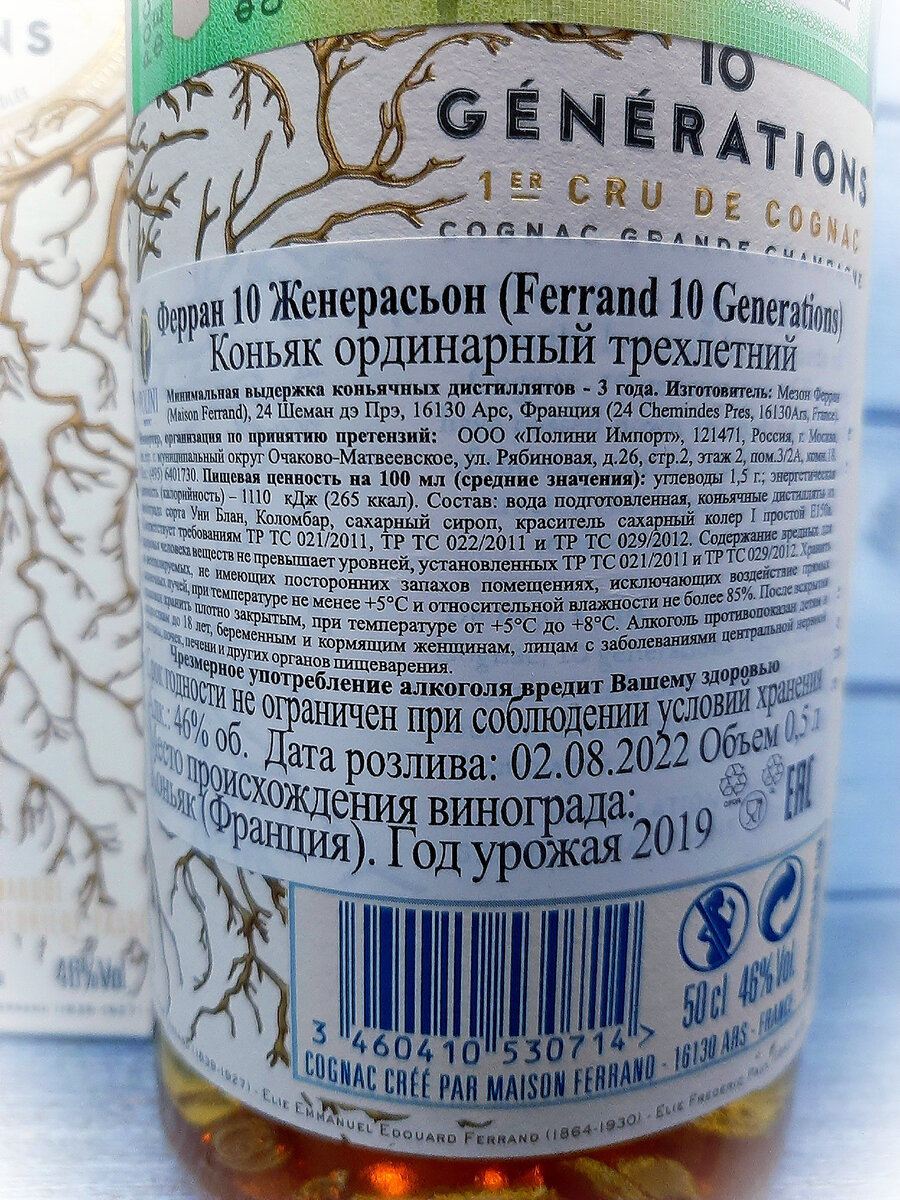 NS
10
GÉNÉRATIONS
1ER CRU DE COGNAC
COGNAC GRANDE CHAMPAGNE
Ферран 10 Женерасьон (Ferrand 10 Generations)
Коньяк ординарный трехлетний
Минимальная выдержка коньячных дистиллятов - 3 года. Изготовитель: Мезон Ферран
(Maison Ferrand), 24 Шеман дэ Прэ, 16130 Арс, Франция (24 Chemindes Pres, 16130Ars, France).
организация по принятию претензий: ООО «Полини Импорт», 121471, Россия, г. Москва,
муниципальный округ Очаково-Матвеевское, ул. Рябиновая, д.26, стр.2, этаж 2, пом.3/2А,
(495) 6401730. Пищевая ценность на 100 мл (средние значения): углеводы 1,5 г.; энергетическая
(калорийность) – 1110 кДж (265 ккал). Состав: вода подготовленная, коньячные дистилляты из
сорта Уни Блан, Коломбар, сахарный сироп, краситель сахарный колер I простой Е150а.
требованиям ТР ТС 021/2011, ТР ТС 022/2011 и ТР ТС 029/2012. Содержание вредных для
человека веществ не превышает уровней, установленных ТР ТС 021/2011 и ТР ТС 029/2012. Хранить
не имеющих посторонних запахов помещениях, исключающих воздействие прямых
лучей, при температуре не менее +5°С и относительной влажности не более 85%. После вскрытия
хранить плотно закрытым, при температуре от +5°С до +8°С. Алкоголь противопоказан детям и
до 18 лет, беременным и кормящим женщинам, лицам с заболеваниями центральной нервной
почек, печени и других органов пищеварения.
Чрезмерное употребление алкоголя вредит Вашему здоровью
Срок годности не ограничен при соблюдении условий хранения
46% об. Дата розлива: 02.08.2022 Объем 0,5 л
Место происхождения винограда:
Коньяк (Франция). Год урожая 2019
EAC
3 460410 530714 >
50 cl 46% Vol.
COGNAC CRÉÉ PAR MAISON FERRAND - 16130 ARS - FRANCE
- ELIE EMMANUEL EDOUARD FERRAND (1864-1930) - ELIE FREDERIC PAUL